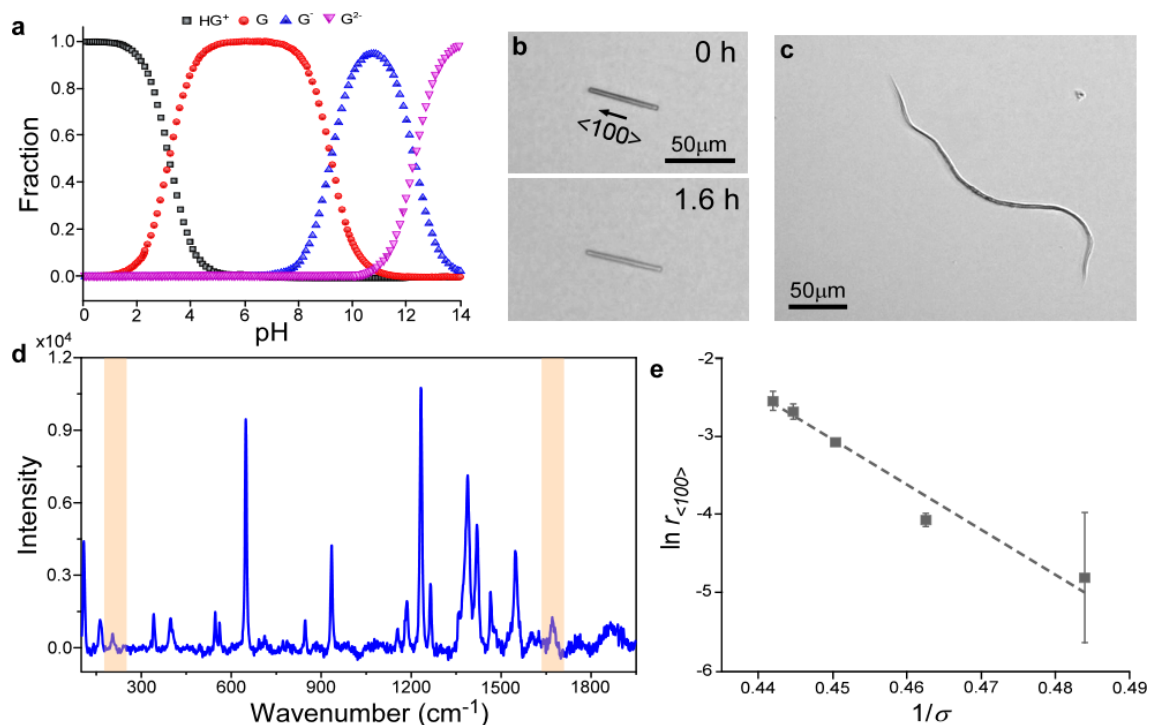 a
HG⁺ G G⁻ G²⁻
1.0
0.8
0.6
0.4
0.2
0.0
Fraction
0 2 4 6 8 10 12 14
pH
b
0 h
<100>
50μm
1.6 h
c
50μm
d
×10⁴
1.2
0.9
0.6
0.3
0.0
Intensity
300 600 900 1200 1500 1800
Wavenumber (cm⁻¹)
e
-2
-3
-4
-5
-6
ln r<100>
0.44 0.45 0.46 0.47 0.48 0.49
1/σ